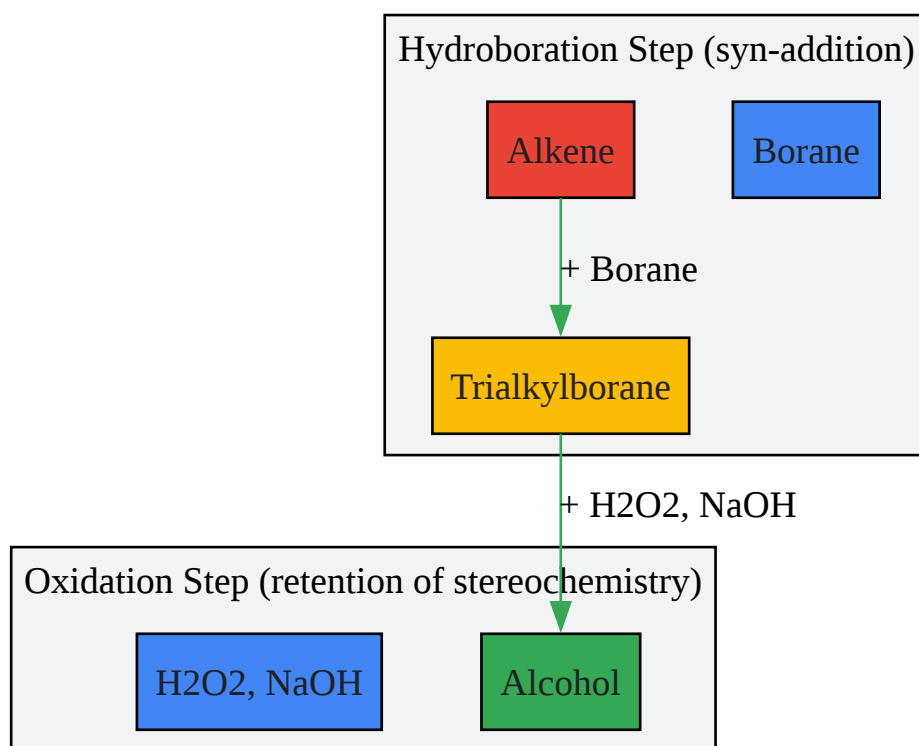 Hydroboration Step (syn-addition)
Alkene
Borane
+ Borane
Trialkylborane
+ H2O2, NaOH
Oxidation Step (retention of stereochemistry)
H2O2, NaOH
Alcohol